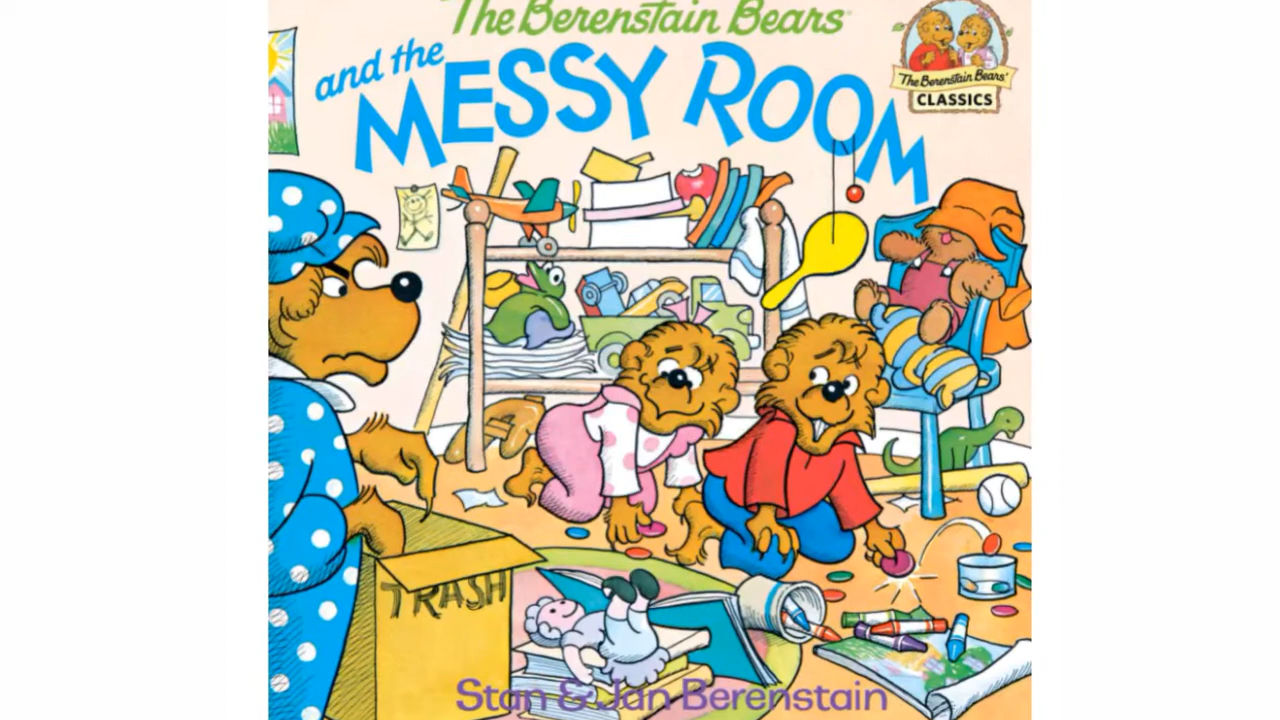 The Berenstain Bears®
and the
MESSY ROOM
The Berenstain Bears'
CLASSICS
TRASH
Stan & Jan Berenstain